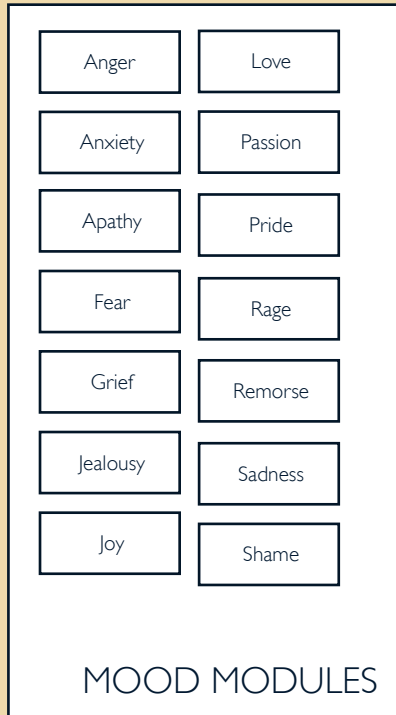 Anger
Anxiety
Apathy
Fear
Grief
Jealousy
Joy
Love
Passion
Pride
Rage
Remorse
Sadness
Shame
MOOD MODULES